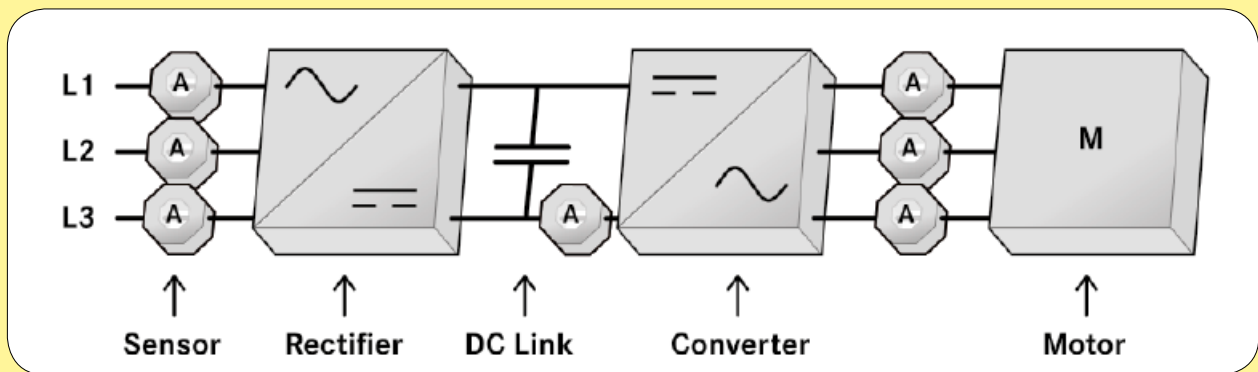 L1 A A
L2 A A M
L3 A A A
Sensor Rectifier DC Link Converter Motor